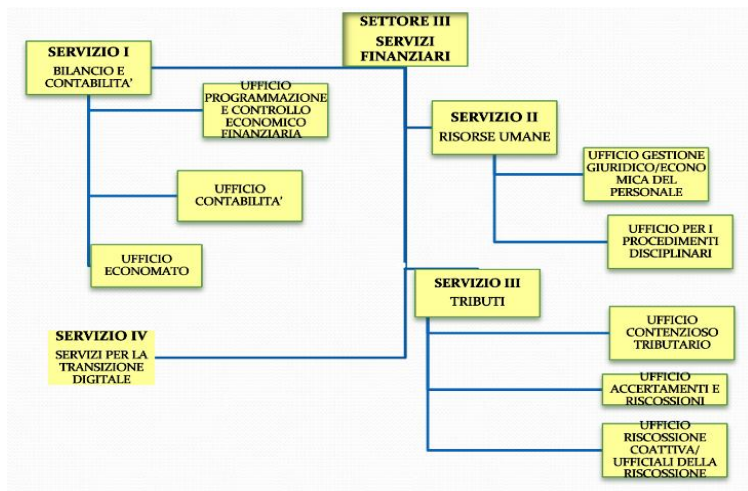 SETTORE III
SERVIZI
FINANZIARI
SERVIZIO I
BILANCIO E
CONTABILITA'
UFFICIO
PROGRAMMAZIONE
E CONTROLLO
ECONOMICO
FINANZIARIA
UFFICIO
CONTABILITA'
UFFICIO
ECONOMATO
SERVIZIO II
RISORSE UMANE
UFFICIO GESTIONE
GIURIDICO/ECONO
MICA DEL
PERSONALE
UFFICIO PER I
PROCEDIMENTI
DISCIPLINARI
SERVIZIO III
TRIBUTI
UFFICIO
CONTENZIOSO
TRIBUTARIO
UFFICIO
ACCERTAMENTI E
RISCOSSIONI
UFFICIO
RISCOSSIONE
COATTIVA/
UFFICIALI DELLA
RISCOSSIONE
SERVIZIO IV
SERVIZI PER LA
TRANSIZIONE
DIGITALE